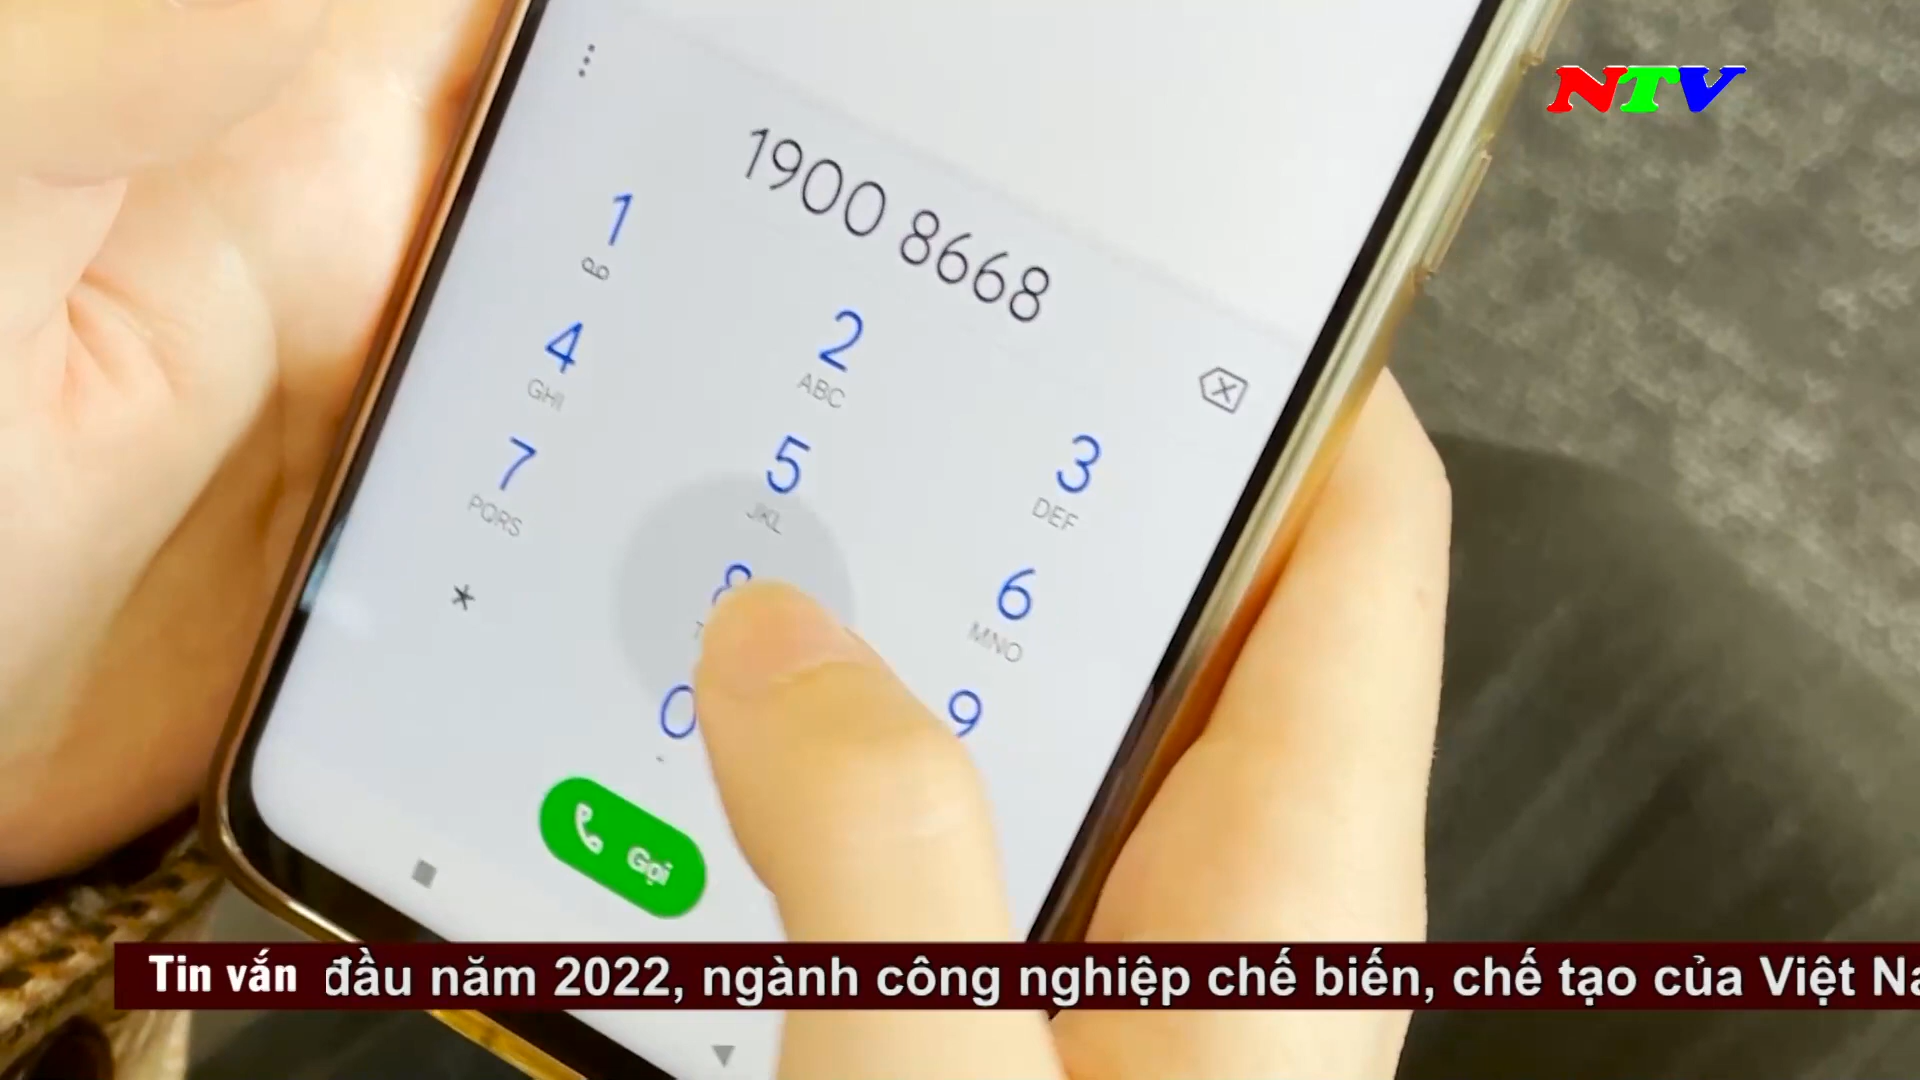 NTV
1900 8668
1
2
ABC
3
DEF
4
GHI
5
JKL
6
MNO
7
PQRS
8
9
*
0
Gọi
Tin vắn đầu năm 2022, ngành công nghiệp chế biến, chế tạo của Việt